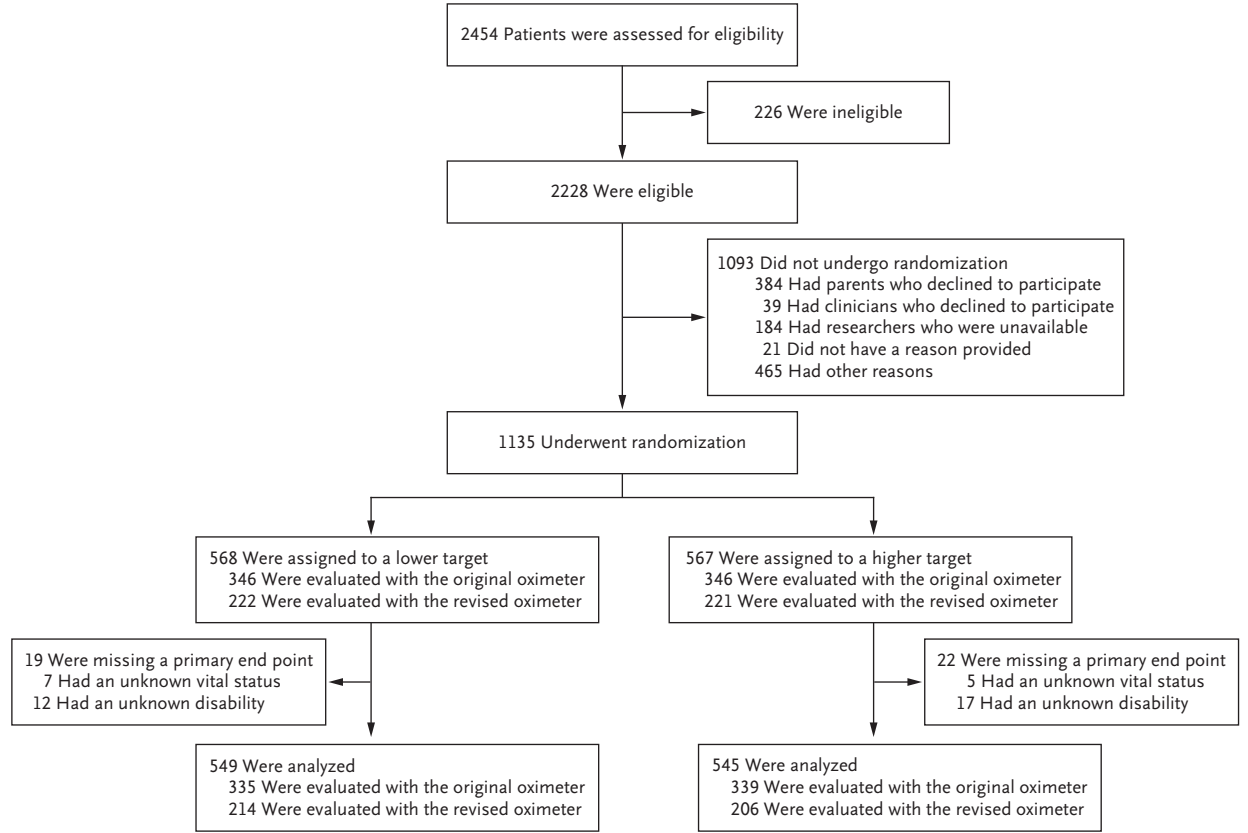 2454 Patients were assessed for eligibility
226 Were ineligible
2228 Were eligible
1093 Did not undergo randomization
384 Had parents who declined to participate
39 Had clinicians who declined to participate
184 Had researchers who were unavailable
21 Did not have a reason provided
465 Had other reasons
1135 Underwent randomization
568 Were assigned to a lower target
346 Were evaluated with the original oximeter
222 Were evaluated with the revised oximeter
567 Were assigned to a higher target
346 Were evaluated with the original oximeter
221 Were evaluated with the revised oximeter
19 Were missing a primary end point
7 Had an unknown vital status
12 Had an unknown disability
22 Were missing a primary end point
5 Had an unknown vital status
17 Had an unknown disability
549 Were analyzed
335 Were evaluated with the original oximeter
214 Were evaluated with the revised oximeter
545 Were analyzed
339 Were evaluated with the original oximeter
206 Were evaluated with the revised oximeter